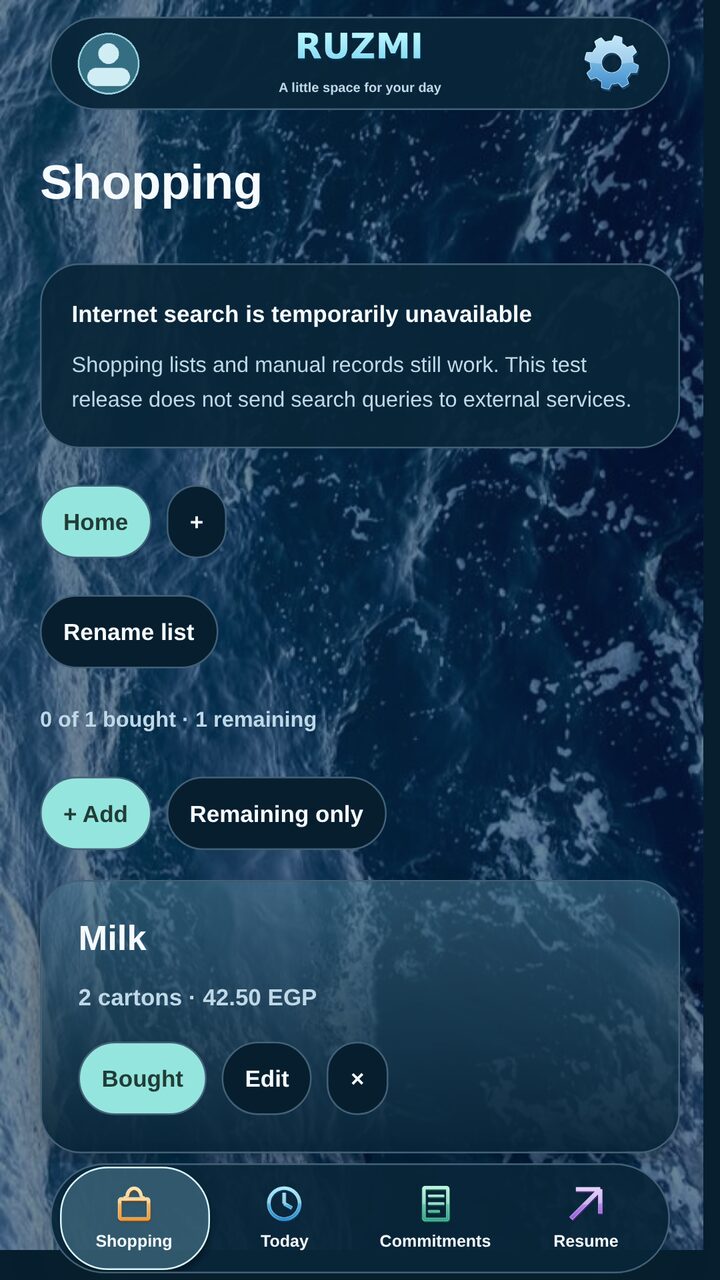 RUZMI
A little space for your day
Shopping
Internet search is temporarily unavailable
Shopping lists and manual records still work. This test
release does not send search queries to external services.
Home
+
Rename list
0 of 1 bought · 1 remaining
+ Add
Remaining only
Milk
2 cartons · 42.50 EGP
Bought
Edit
×
Shopping
Today
Commitments
Resume